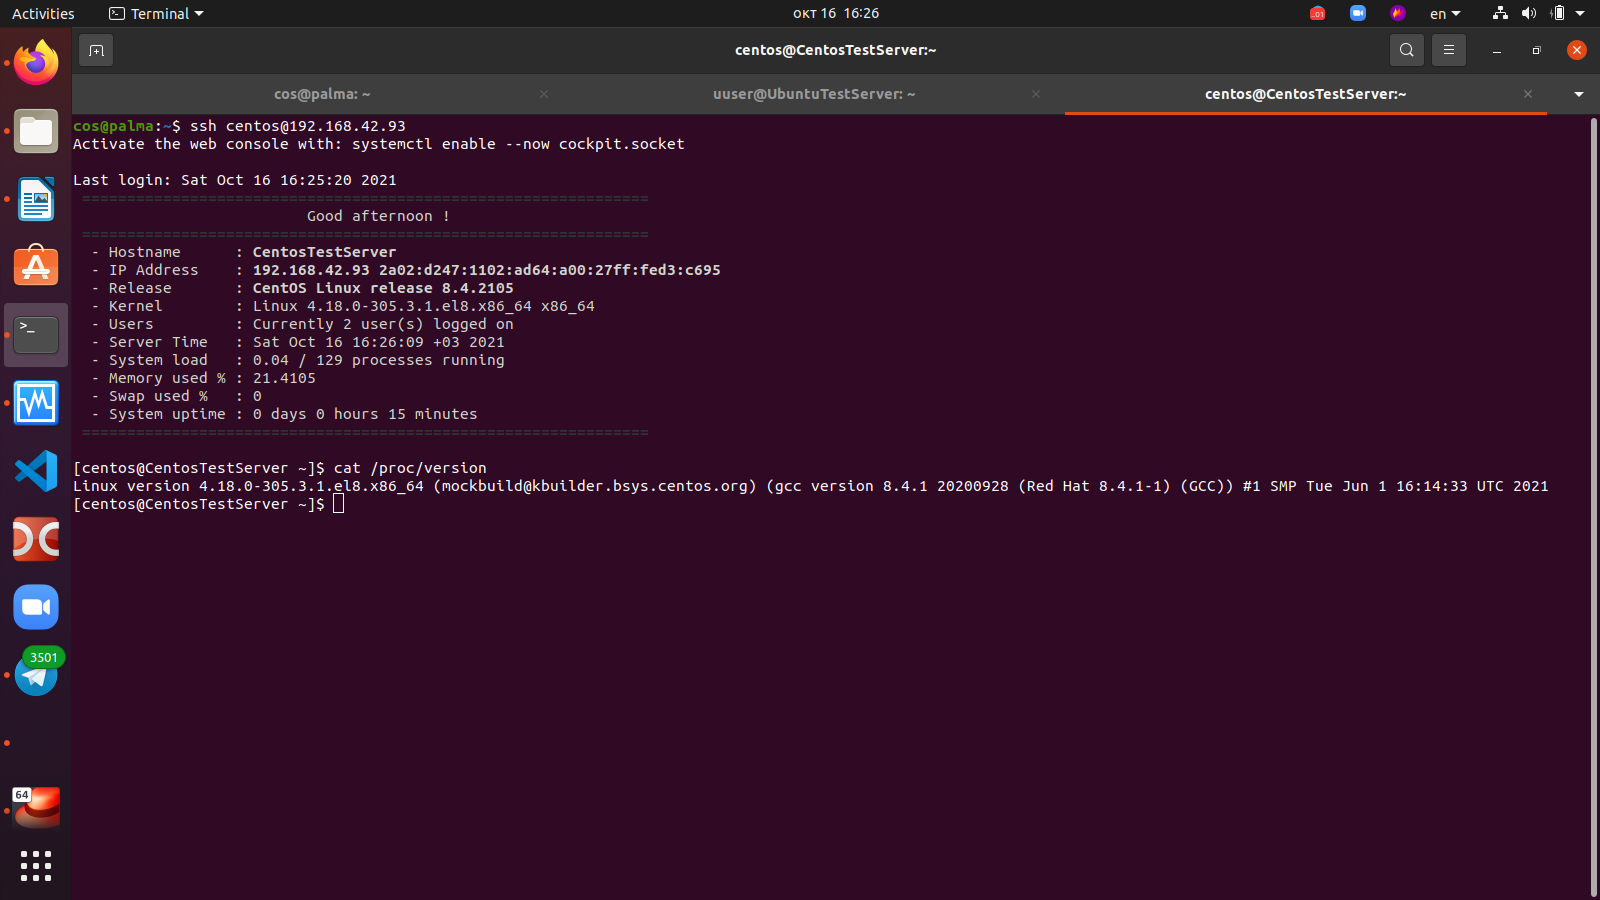 Activities
Terminal
окт 16 16:26
en
centos@CentosTestServer:~
cos@palma: ~
uuser@UbuntuTestServer: ~
centos@CentosTestServer:~
cos@palma:~$ ssh centos@192.168.42.93
Activate the web console with: systemctl enable --now cockpit.socket
Last login: Sat Oct 16 16:25:20 2021
===============================================================
Good afternoon !
===============================================================
- Hostname : CentosTestServer
- IP Address : 192.168.42.93 2a02:d247:1102:ad64:a00:27ff:fed3:c695
- Release : CentOS Linux release 8.4.2105
- Kernel : Linux 4.18.0-305.3.1.el8.x86_64 x86_64
- Users : Currently 2 user(s) logged on
- Server Time : Sat Oct 16 16:26:09 +03 2021
- System load : 0.04 / 129 processes running
- Memory used % : 21.4105
- Swap used % : 0
- System uptime : 0 days 0 hours 15 minutes
===============================================================
[centos@CentosTestServer ~]$ cat /proc/version
Linux version 4.18.0-305.3.1.el8.x86_64 (mockbuild@kbuilder.bsys.centos.org) (gcc version 8.4.1 20200928 (Red Hat 8.4.1-1) (GCC)) #1 SMP Tue Jun 1 16:14:33 UTC 2021
[centos@CentosTestServer ~]$
3501
64